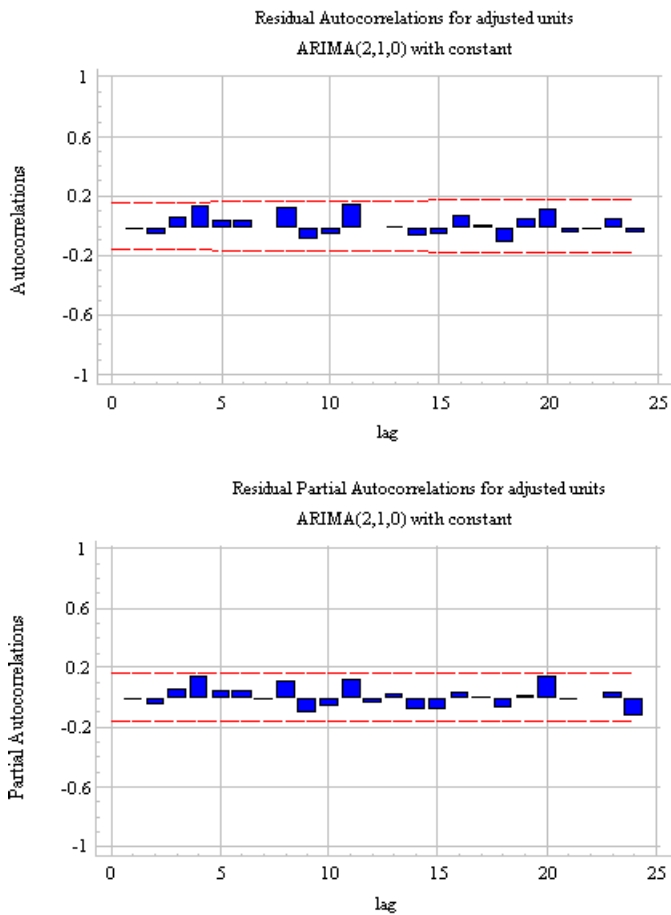 Residual Autocorrelations for adjusted units
ARIMA(2,1,0) with constant
1
0.6
0.2
-0.2
-0.6
-1
Autocorrelations
0 5 10 15 20 25
lag
Residual Partial Autocorrelations for adjusted units
ARIMA(2,1,0) with constant
1
0.6
0.2
-0.2
-0.6
-1
Partial Autocorrelations
0 5 10 15 20 25
lag